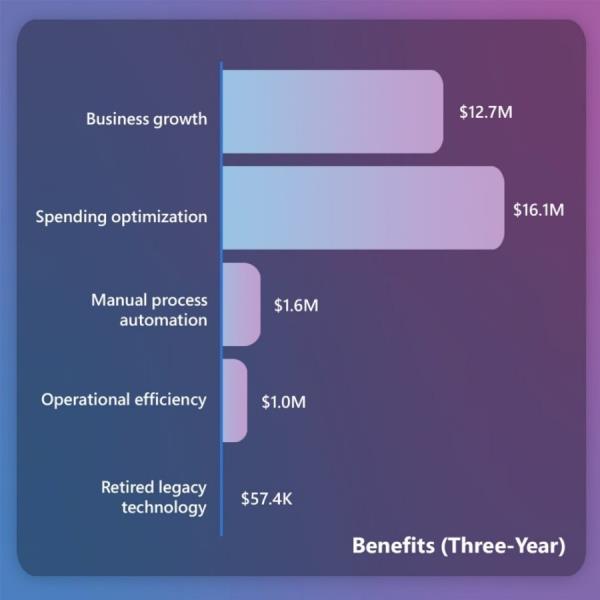 Business growth
$12.7M
Spending optimization
$16.1M
Manual process
automation
$1.6M
Operational efficiency
$1.0M
Retired legacy
technology
$57.4K
Benefits (Three-Year)